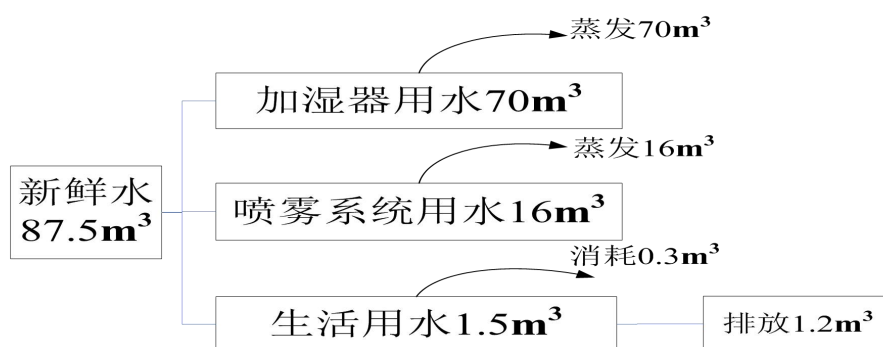 蒸发70m³
加湿器用水70m³
蒸发16m³
新鲜水
87.5m³
喷雾系统用水16m³
消耗0.3m³
生活用水1.5m³
排放1.2m³